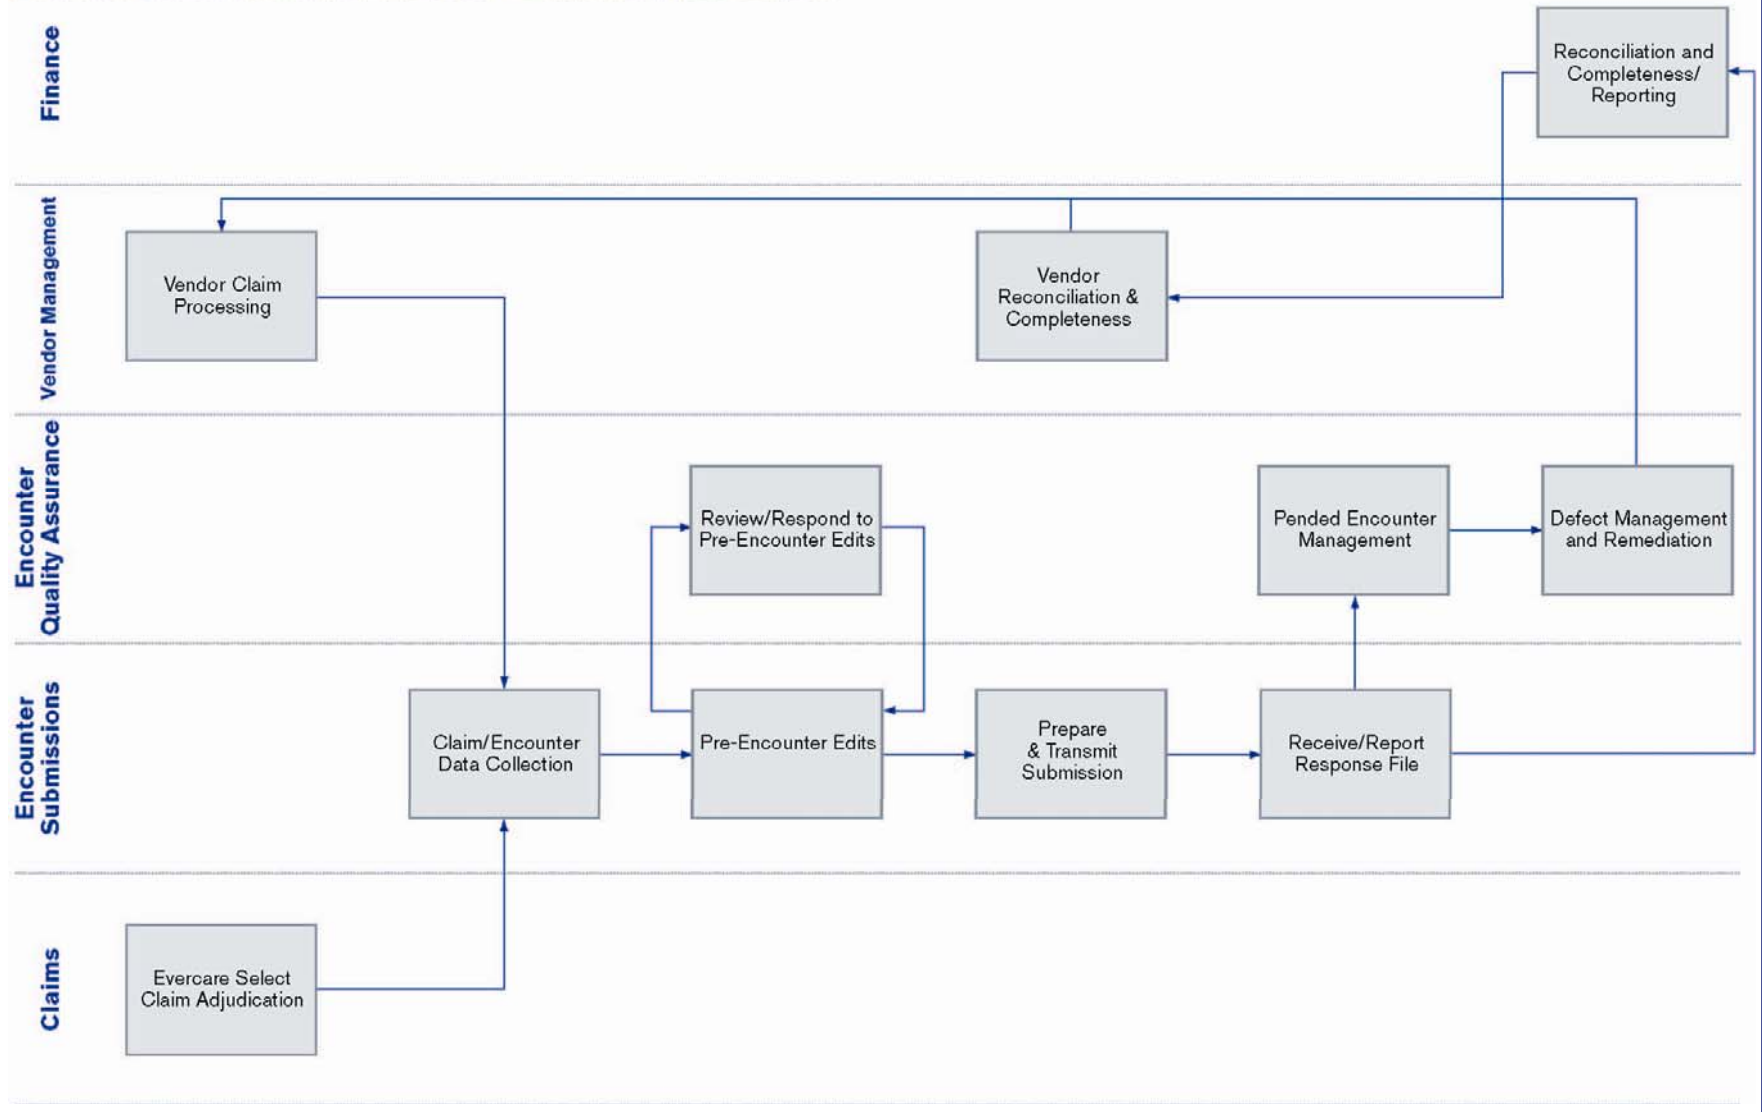 Finance
Reconciliation and
Completeness/
Reporting
Vendor Management
Vendor Claim
Processing
Vendor
Reconciliation &
Completeness
Encounter
Quality Assurance
Review/Respond to
Pre-Encounter Edits
Pended Encounter
Management
Defect Management
and Remediation
Encounter
Submissions
Claim/Encounter
Data Collection
Pre-Encounter Edits
Prepare
& Transmit
Submission
Receive/Report
Response File
Claims
Evercare Select
Claim Adjudication